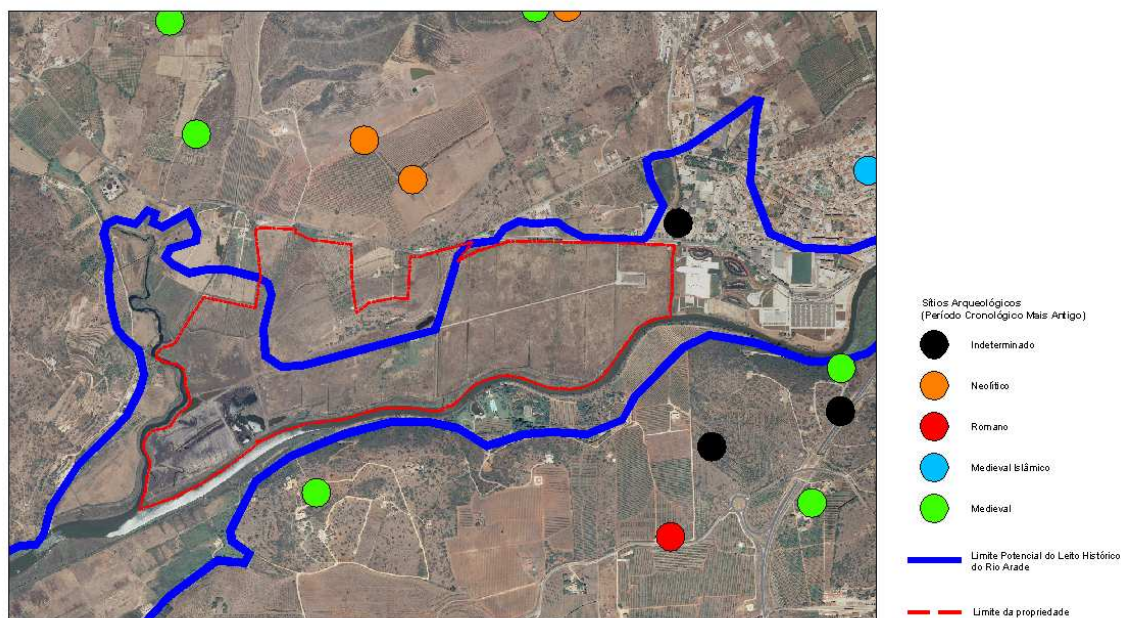 Sítios Arqueológicos
(Período Cronológico Mais Antigo)
Indeterminado
Neolítico
Romano
Medieval Islâmico
Medieval
Limite Potencial do Leito Histórico
do Rio Arade
Limite da propriedade